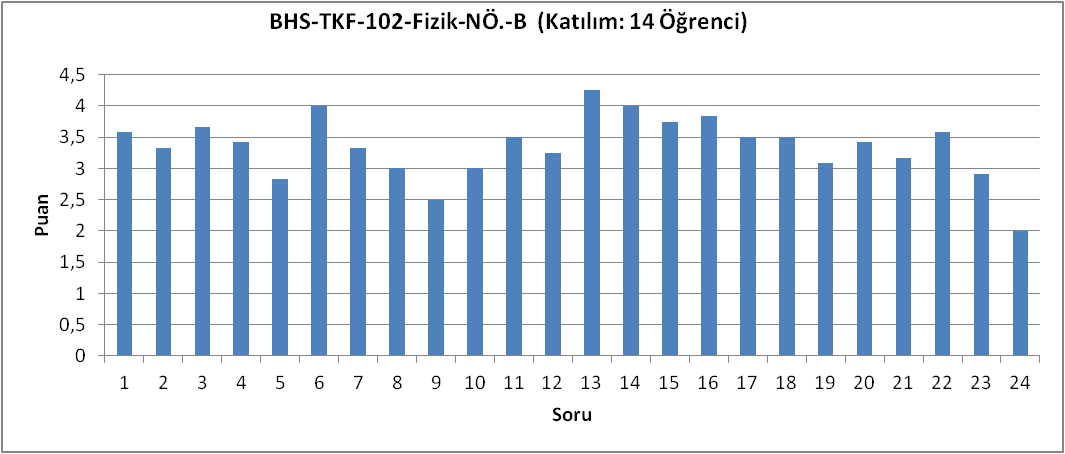 BHS-TKF-102-Fizik-NÖ.-B  (Katılım: 14 Öğrenci)
4,5
4
3,5
3
2,5
2
1,5
1
0,5
0
Puan
1 2 3 4 5 6 7 8 9 10 11 12 13 14 15 16 17 18 19 20 21 22 23 24
Soru